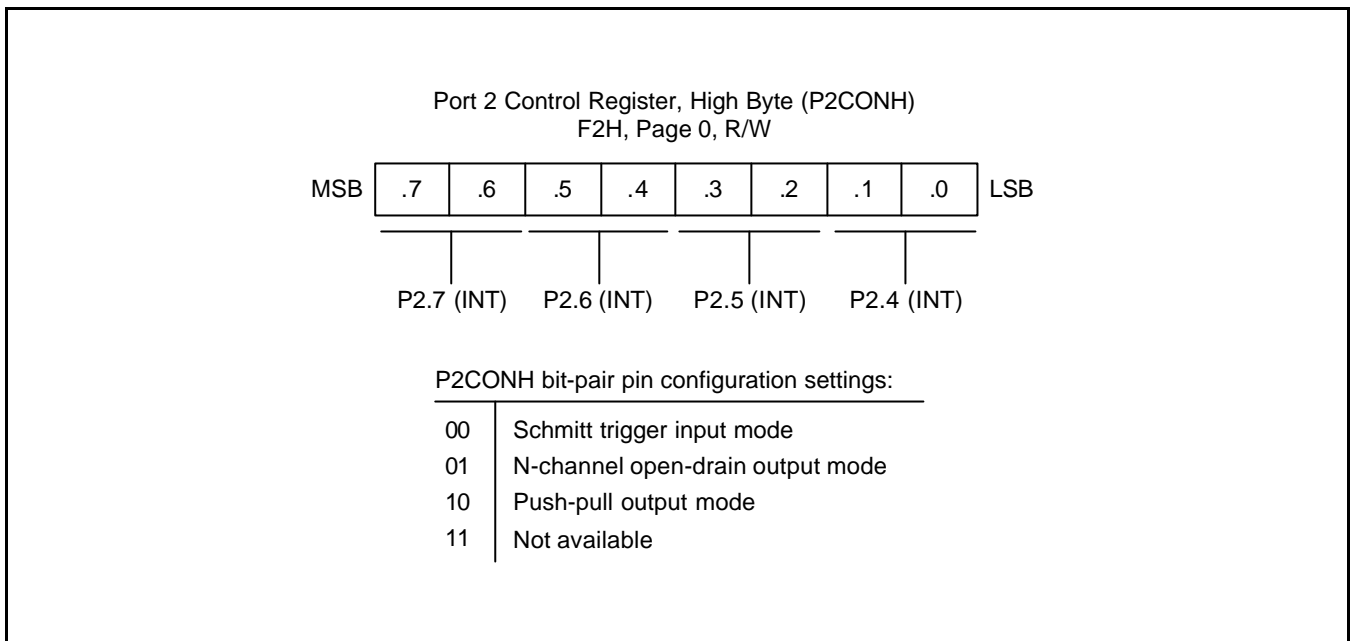 Port 2 Control Register, High Byte (P2CONH)
F2H, Page 0, R/W
MSB .7 .6 .5 .4 .3 .2 .1 .0 LSB
P2.7 (INT) P2.6 (INT) P2.5 (INT) P2.4 (INT)
P2CONH bit-pair pin configuration settings:
00 Schmitt trigger input mode
01 N-channel open-drain output mode
10 Push-pull output mode
11 Not available